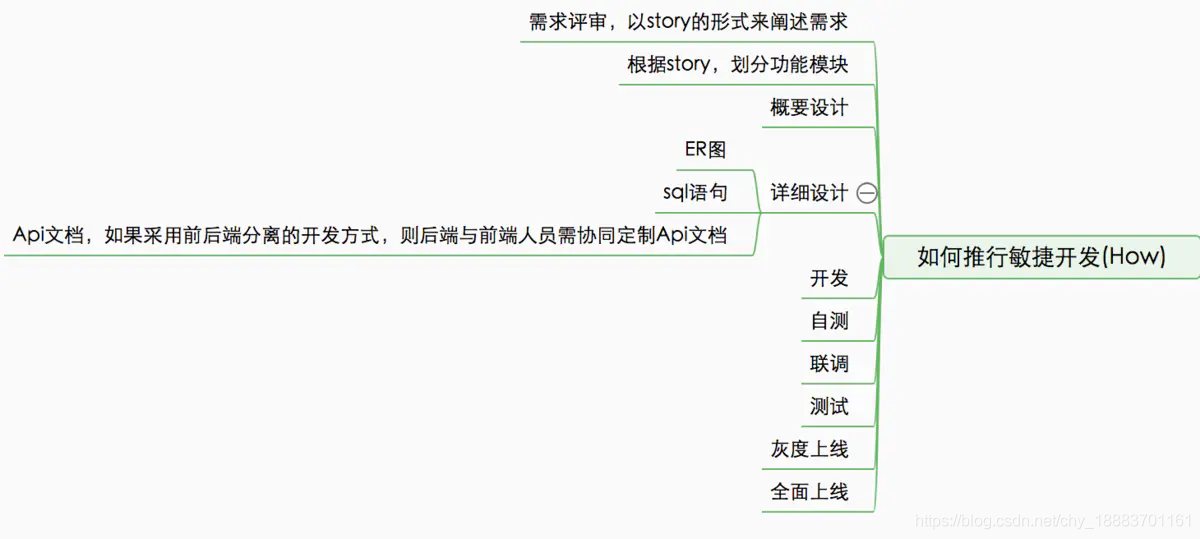 需求评审，以story的形式来阐述需求
根据story，划分功能模块
概要设计
ER图
sql语句
详细设计
Api文档，如果采用前后端分离的开发方式，则后端与前端人员需协同定制Api文档
如何推行敏捷开发(How)
开发
自测
联调
测试
灰度上线
全面上线
https://blog.csdn.net/chy_18883701161